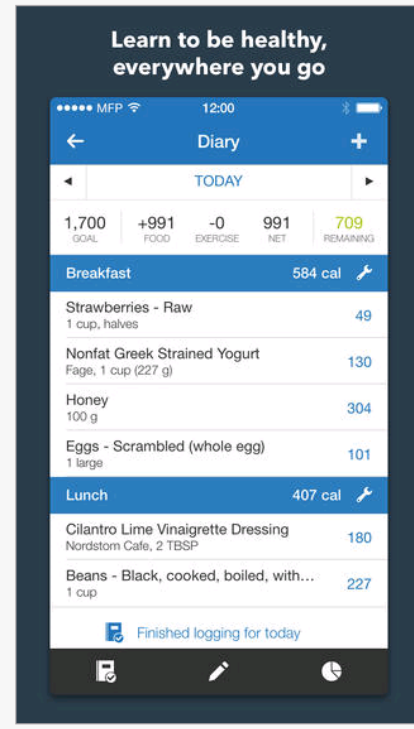 Learn to be healthy,
everywhere you go
MFP 12:00
Diary
TODAY
1,700 +991 -0 991 709
GOAL FOOD EXERCISE NET REMAINING
Breakfast 584 cal
Strawberries - Raw
1 cup, halves 49
Nonfat Greek Strained Yogurt
Fage, 1 cup (227 g) 130
Honey
100 g 304
Eggs - Scrambled (whole egg)
1 large 101
Lunch 407 cal
Cilantro Lime Vinaigrette Dressing
Nordstom Cafe, 2 TBSP 180
Beans - Black, cooked, boiled, with...
1 cup 227
Finished logging for today